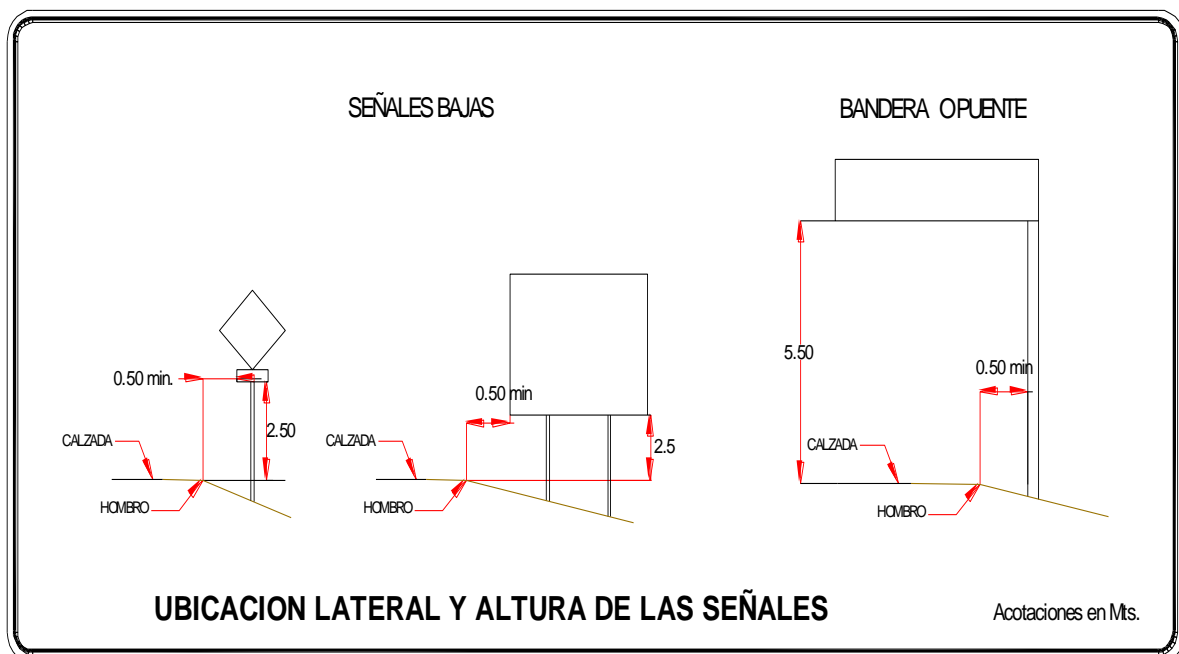 SEÑALES BAJAS
BANDERA O PUENTE
0.50 min.
2.50
CALZADA
HOMBRO
0.50 min
2.5
CALZADA
HOMBRO
5.50
0.50 min
CALZADA
HOMBRO
UBICACION LATERAL Y ALTURA DE LAS SEÑALES
Acotaciones en Mts.